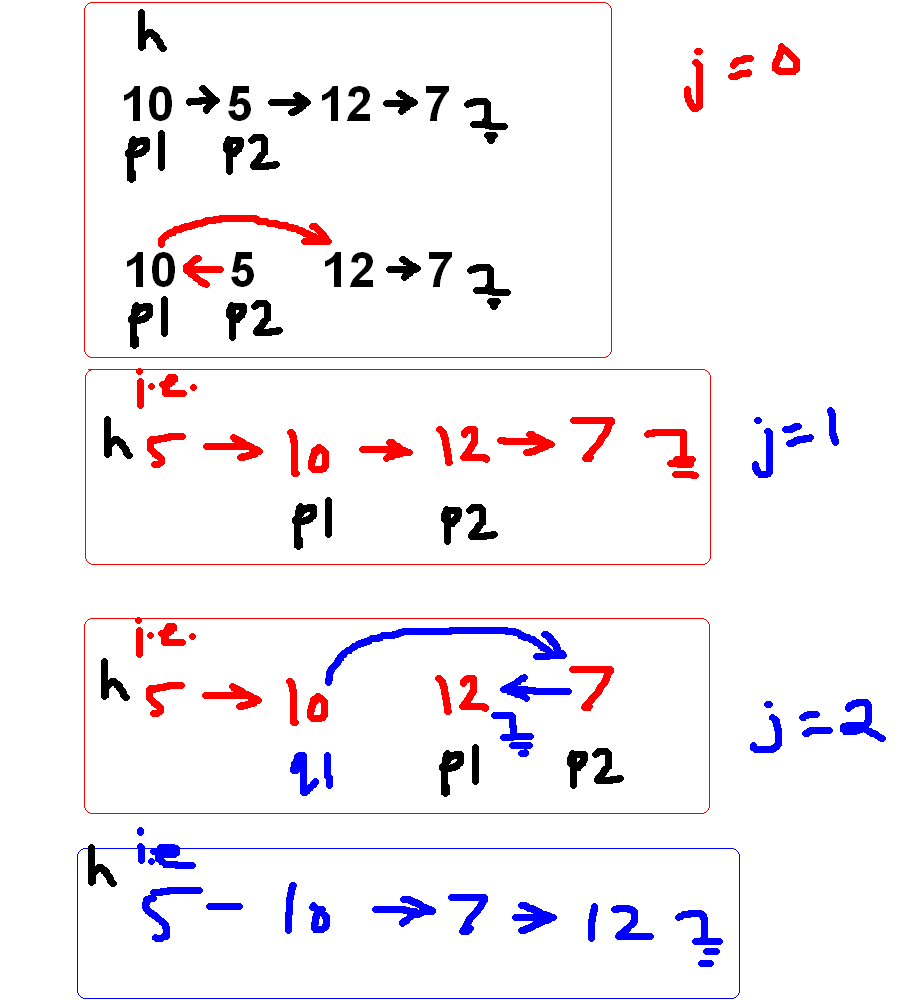 h
j = 0
10 → 5 → 12 → 7
p1 p2
10 ← 5 12 → 7
p1 p2
i.e.
h 5 → 10 → 12 → 7
j = 1
p1 p2
i.e.
h 5 → 10 12 ← 7
j = 2
q1 p1 p2
h i.e
5 - 10 → 7 → 12